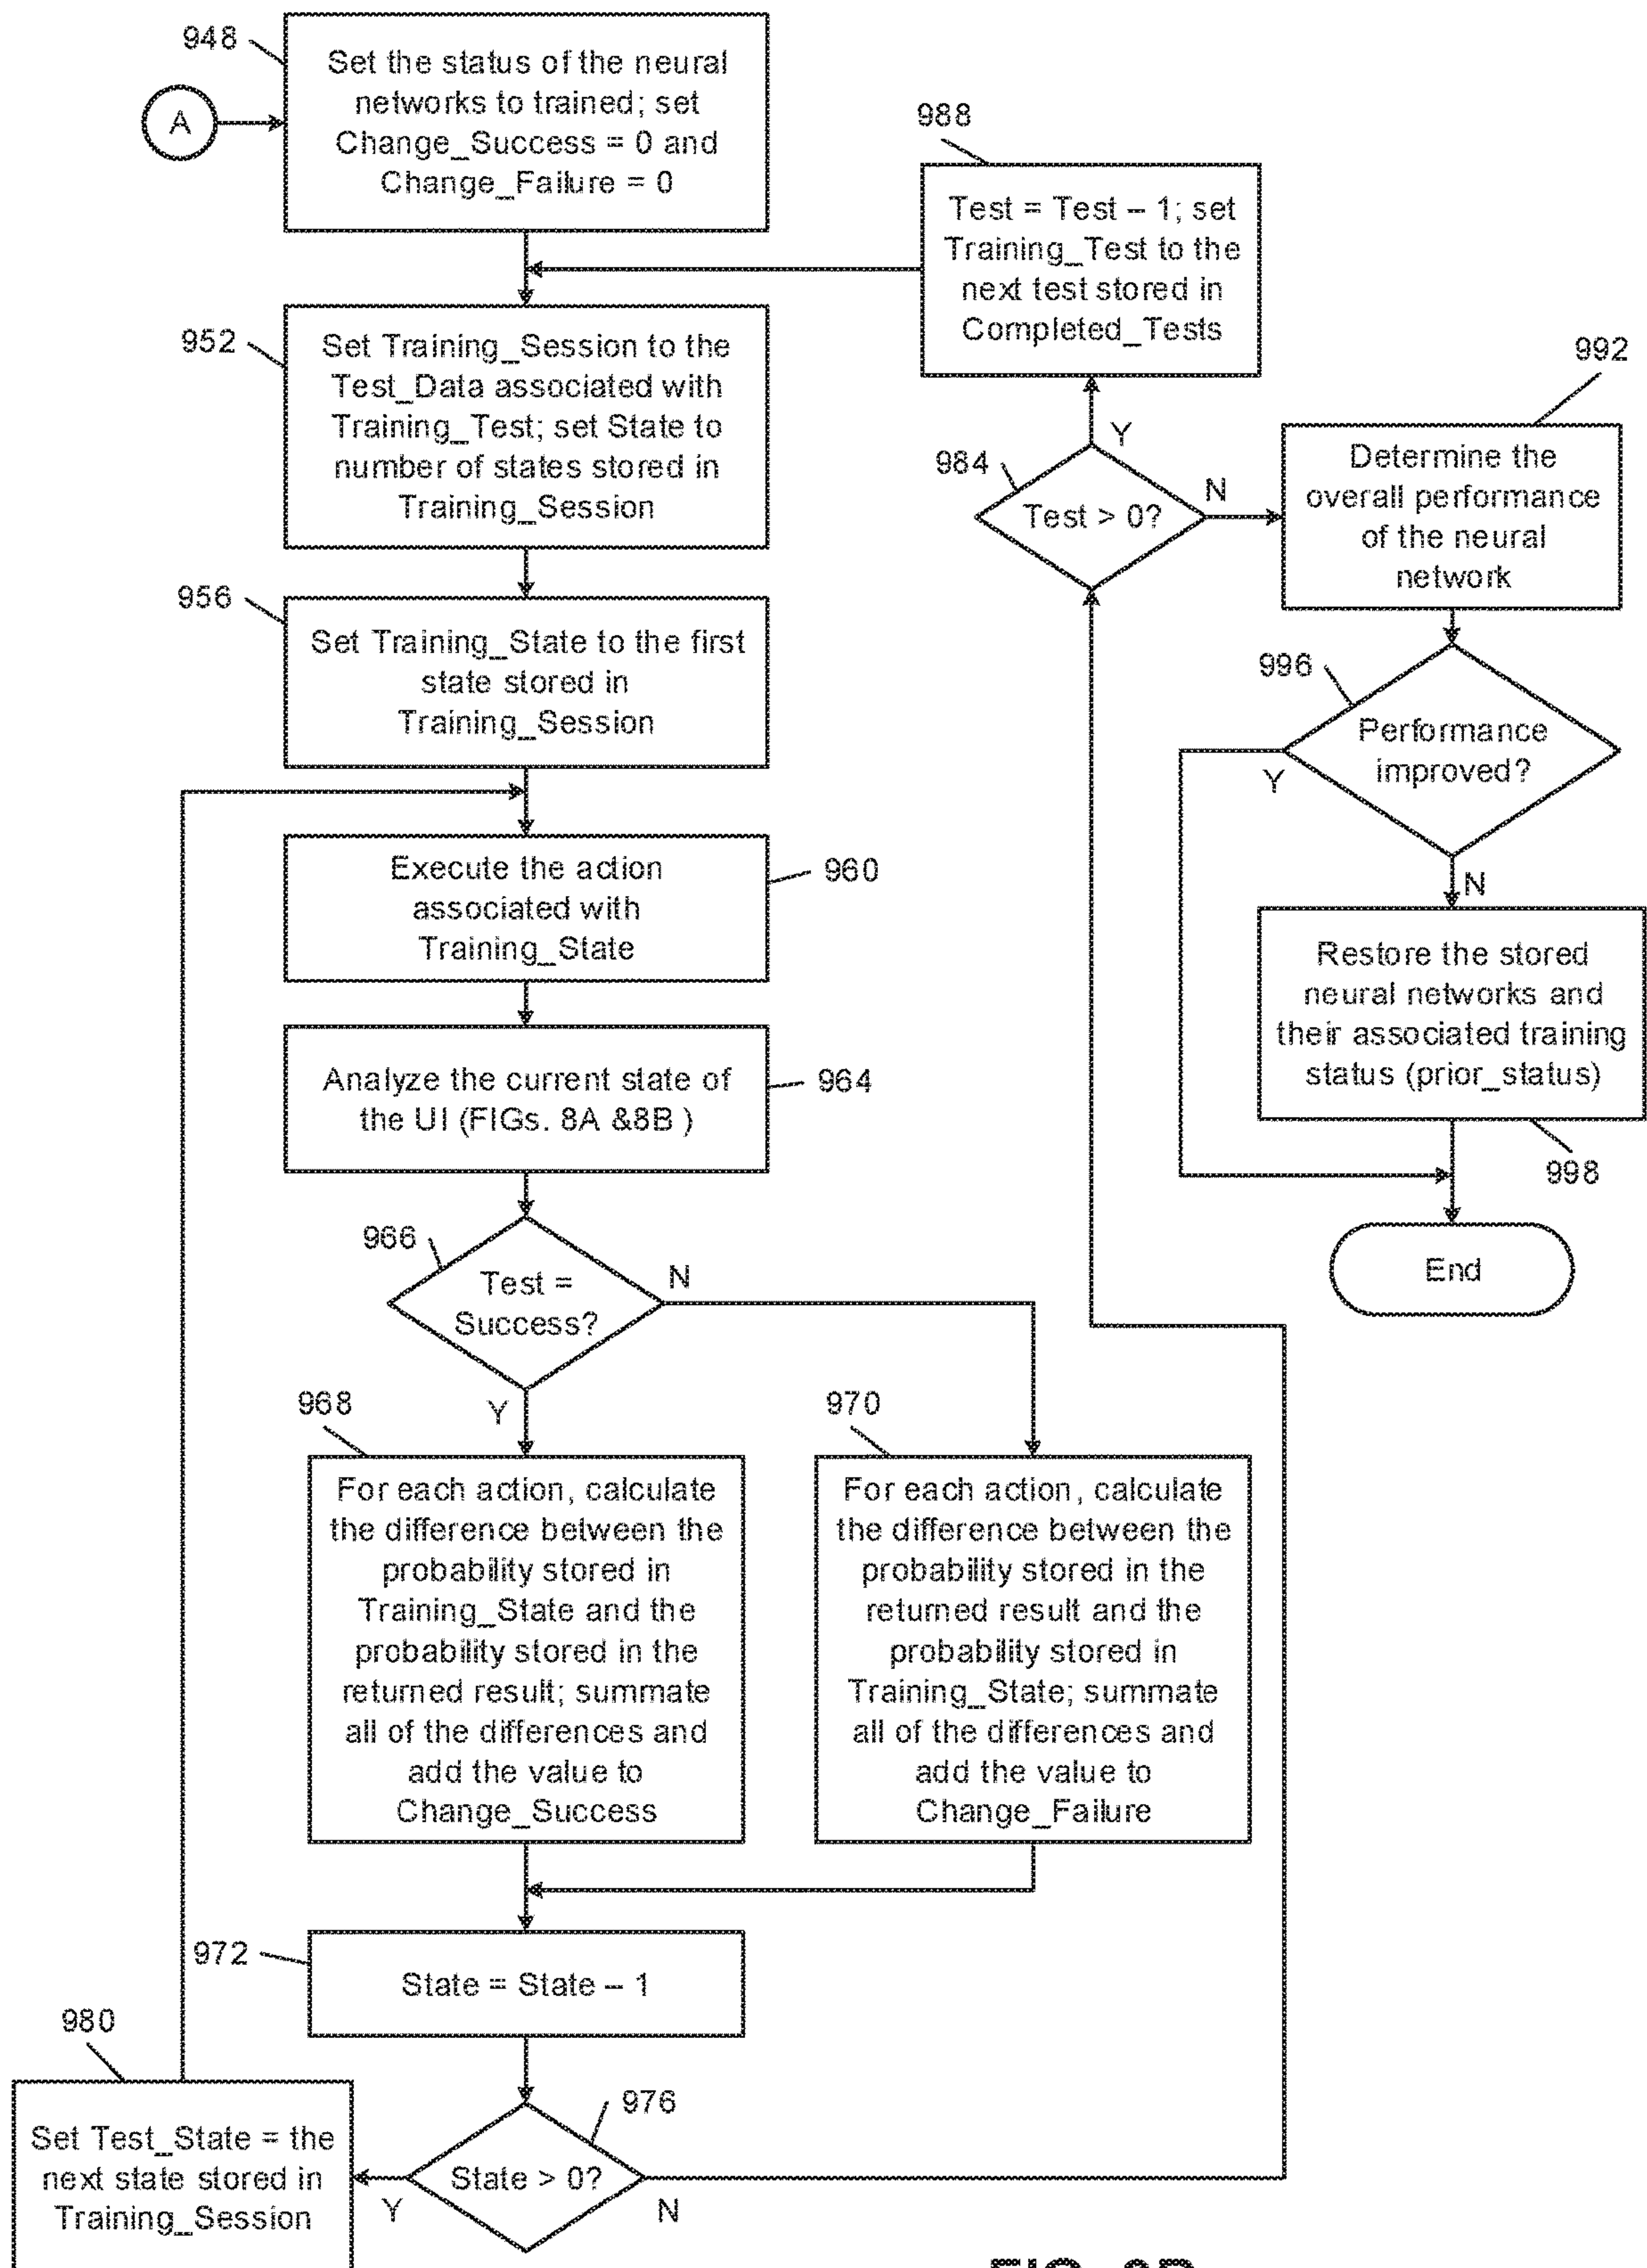 948
Set the status of the neural
networks to trained; set
Change_Success = 0 and
Change_Failure = 0
A
988
Test = Test – 1; set
Training_Test to the
next test stored in
Completed_Tests
952
Set Training_Session to the
Test_Data associated with
Training_Test; set State to
number of states stored in
Training_Session
992
Determine the
overall performance
of the neural
network
984
Test > 0?
Y
N
956
Set Training_State to the first
state stored in
Training_Session
996
Performance
improved?
Y
N
960
Execute the action
associated with
Training_State
Restore the stored
neural networks and
their associated training
status (prior_status)
998
964
Analyze the current state of
the UI (FIGs. 8A &8B )
End
966
Test =
Success?
N
Y
968
For each action, calculate
the difference between the
probability stored in
Training_State and the
probability stored in the
returned result; summate
all of the differences and
add the value to
Change_Success
970
For each action, calculate
the difference between the
probability stored in the
returned result and the
probability stored in
Training_State; summate
all of the differences and
add the value to
Change_Failure
972
State = State – 1
980
Set Test_State = the
next state stored in
Training_Session
976
State > 0?
Y
N